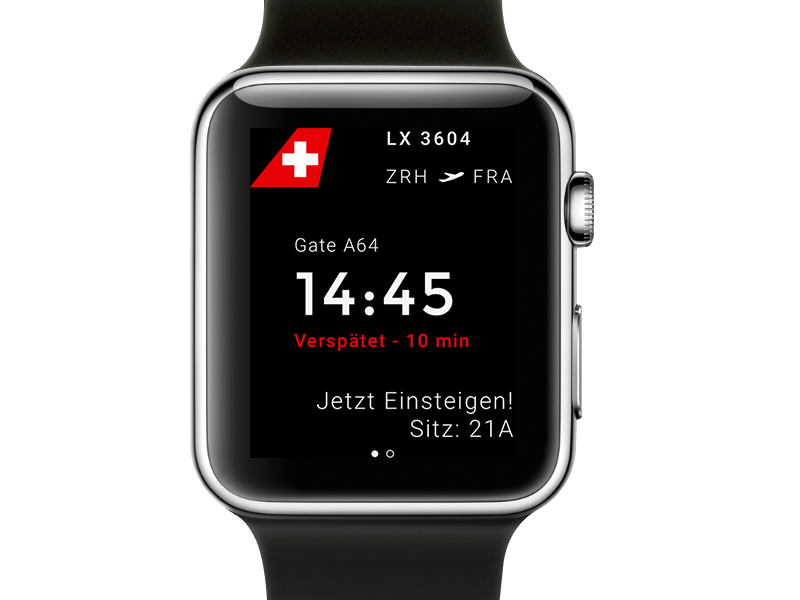 LX 3604
ZRH FRA
Gate A64
14:45
Verspätet - 10 min
Jetzt Einsteigen!
Sitz: 21A